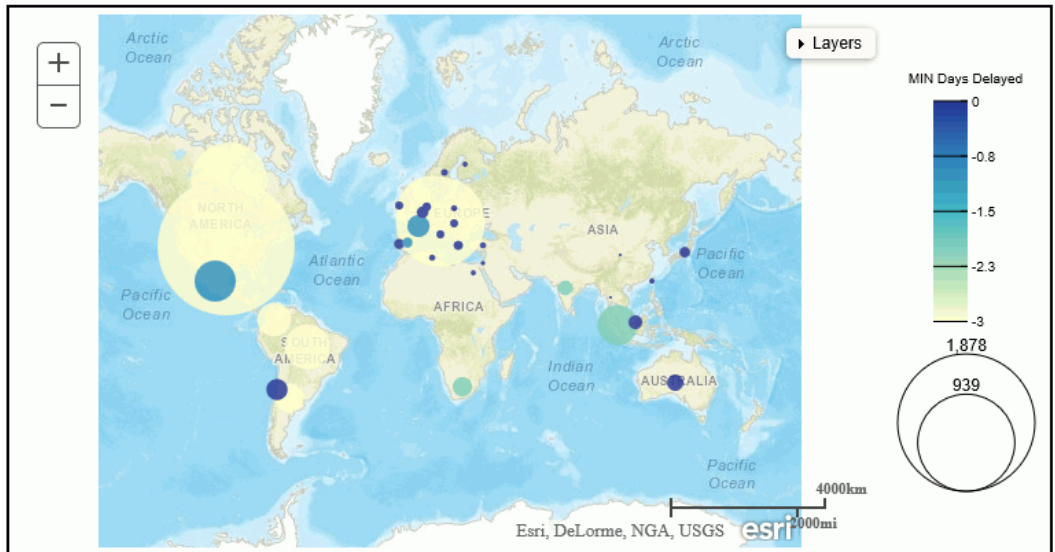 Arctic
Ocean
Arctic
Ocean
Layers
+
−
MIN Days Delayed
0
-0.8
-1.5
-2.3
-3
NORTH
AMERICA
EUROPE
ASIA
Atlantic
Ocean
Pacific
Ocean
Pacific
Ocean
AFRICA
SOUTH
AMERICA
Indian
Ocean
AUSTRALIA
1,878
939
Pacific
Ocean
4000km
2000mi
Esri, DeLorme, NGA, USGS
esri